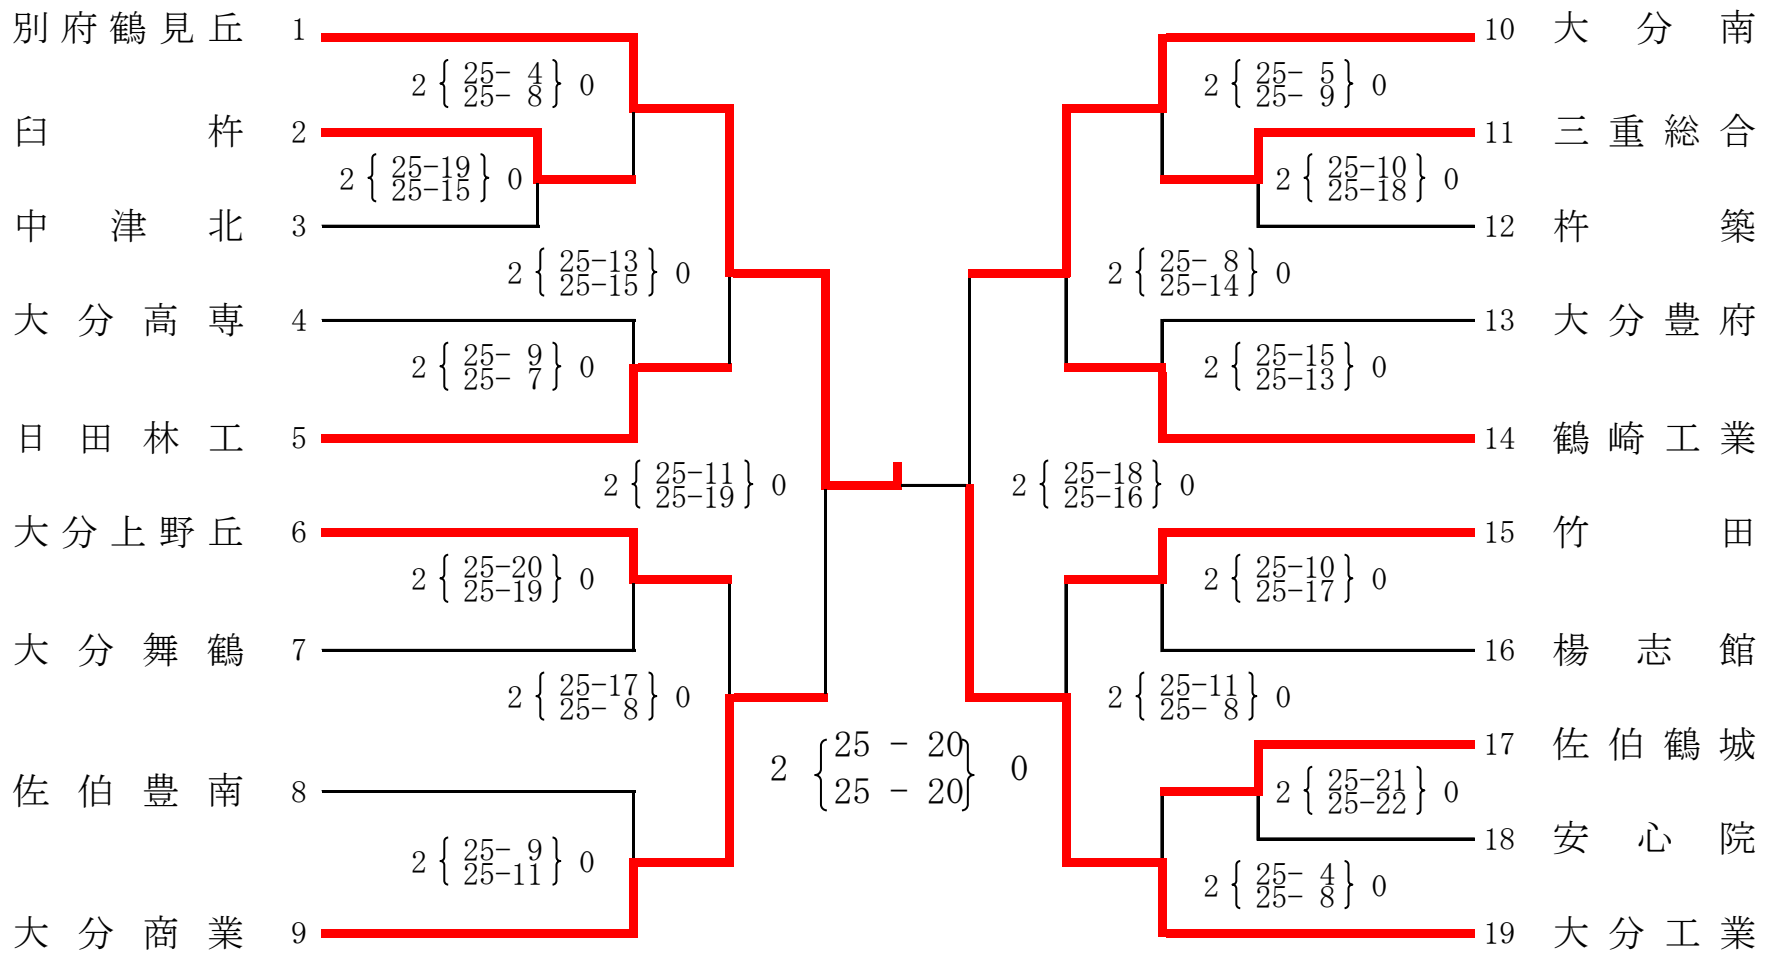 別府鶴見丘 1
2 { 25- 4 } 0
25- 8
臼杵 2
2 { 25-19 } 0
25-15
中津北 3
2 { 25-13 } 0
25-15
大分高専 4
2 { 25- 9 } 0
25- 7
日田林工 5
2 { 25-11 } 0
25-19
大分上野丘 6
2 { 25-20 } 0
25-19
大分舞鶴 7
2 { 25-17 } 0
25- 8
佐伯豊南 8
2 { 25- 9 } 0
25-11
大分商業 9
2 { 25 - 20 } 0
25 - 20
10 大分南
2 { 25- 5 } 0
25- 9
11 三重総合
2 { 25-10 } 0
25-18
12 杵築
2 { 25- 8 } 0
25-14
13 大分豊府
2 { 25-15 } 0
25-13
14 鶴崎工業
2 { 25-18 } 0
25-16
15 竹田
2 { 25-10 } 0
25-17
16 楊志館
2 { 25-11 } 0
25- 8
17 佐伯鶴城
2 { 25-21 } 0
25-22
18 安心院
2 { 25- 4 } 0
25- 8
19 大分工業